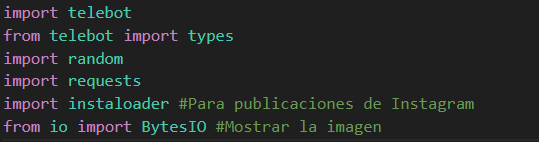 import telebot
from telebot import types
import random
import requests
import instaloader #Para publicaciones de Instagram
from io import BytesIO #Mostrar la imagen